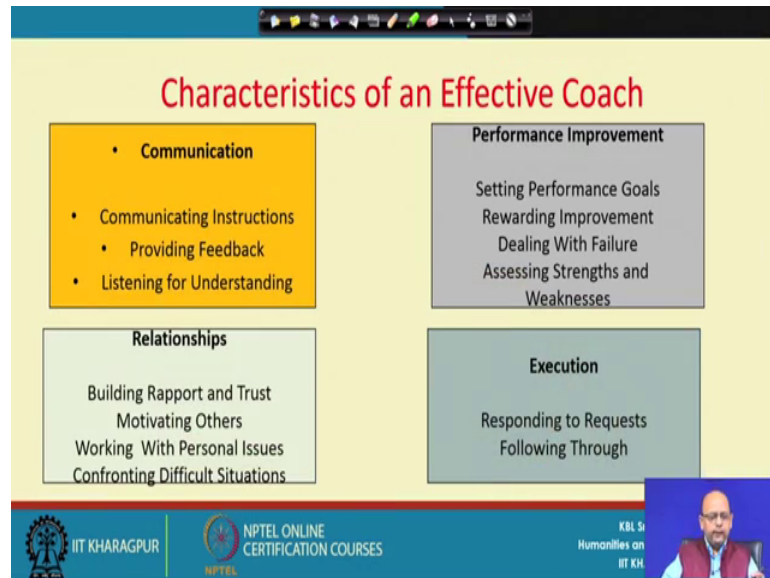 Characteristics of an Effective Coach
• Communication
• Communicating Instructions
• Providing Feedback
• Listening for Understanding
Performance Improvement
Setting Performance Goals
Rewarding Improvement
Dealing With Failure
Assessing Strengths and
Weaknesses
Relationships
Building Rapport and Trust
Motivating Others
Working With Personal Issues
Confronting Difficult Situations
Execution
Responding to Requests
Following Through
IIT KHARAGPUR
NPTEL
NPTEL ONLINE
CERTIFICATION COURSES
KBL
Humanities
IIT